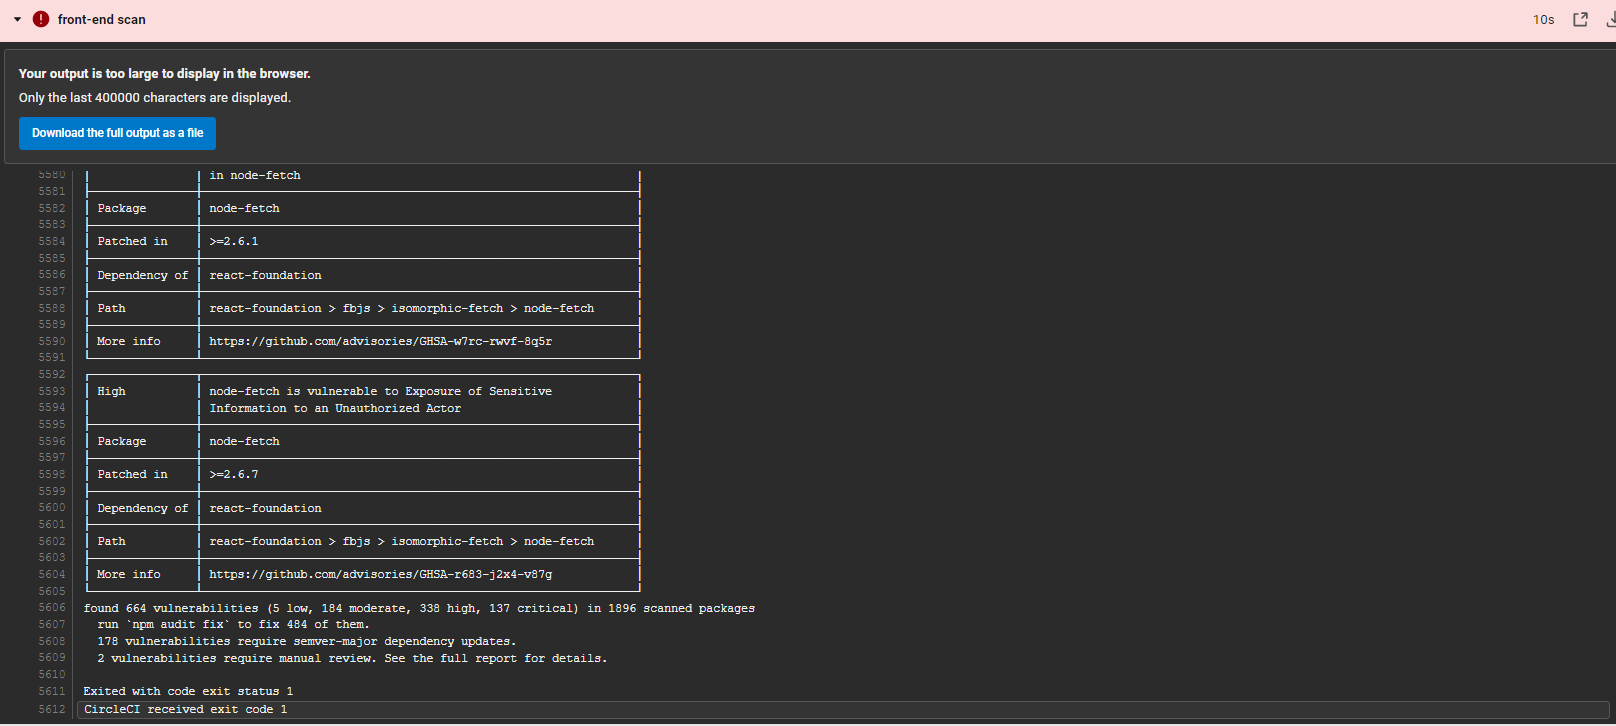 front-end scan
10s
Your output is too large to display in the browser.
Only the last 400000 characters are displayed.
Download the full output as a file
5580 in node-fetch
5581
5582 Package node-fetch
5583
5584 Patched in >=2.6.1
5585
5586 Dependency of react-foundation
5587
5588 Path react-foundation > fbjs > isomorphic-fetch > node-fetch
5589
5590 More info https://github.com/advisories/GHSA-w7rc-rwvf-8q5r
5591
5592
5593 High node-fetch is vulnerable to Exposure of Sensitive
5594 Information to an Unauthorized Actor
5595
5596 Package node-fetch
5597
5598 Patched in >=2.6.7
5599
5600 Dependency of react-foundation
5601
5602 Path react-foundation > fbjs > isomorphic-fetch > node-fetch
5603
5604 More info https://github.com/advisories/GHSA-r683-j2x4-v87g
5605
5606 found 664 vulnerabilities (5 low, 184 moderate, 338 high, 137 critical) in 1896 scanned packages
5607 run `npm audit fix` to fix 484 of them.
5608 178 vulnerabilities require semver-major dependency updates.
5609 2 vulnerabilities require manual review. See the full report for details.
5610
5611 Exited with code exit status 1
5612 CircleCI received exit code 1